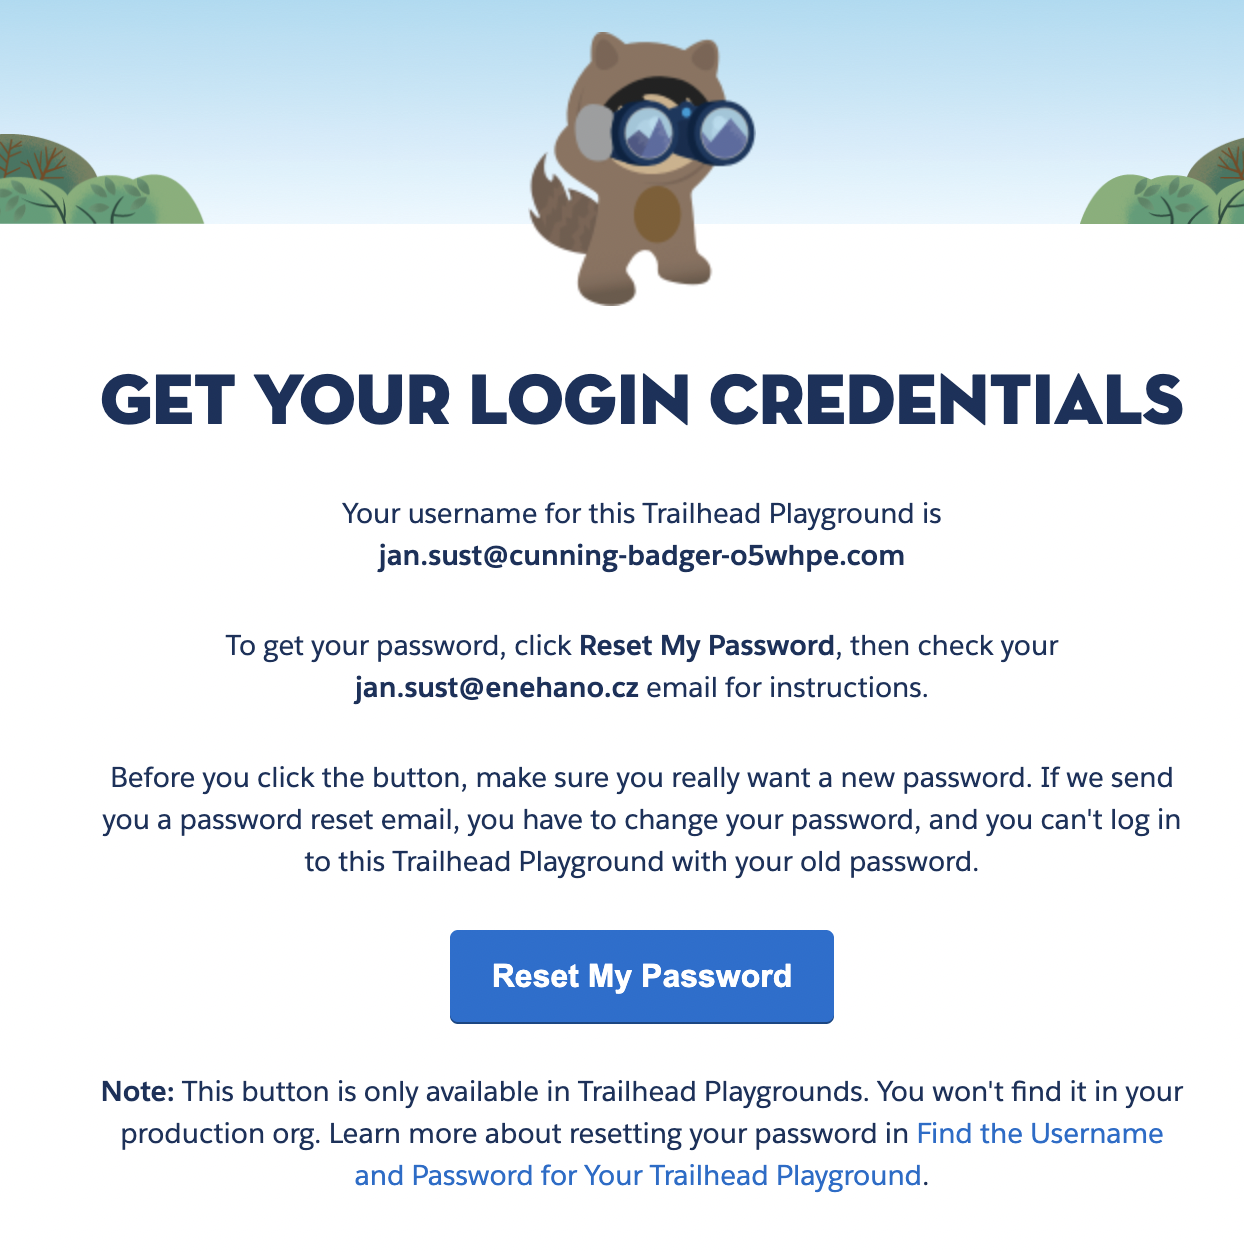 GET YOUR LOGIN CREDENTIALS
Your username for this Trailhead Playground is
jan.sust@cunning-badger-o5whpe.com
To get your password, click Reset My Password, then check your
jan.sust@enehano.cz email for instructions.
Before you click the button, make sure you really want a new password. If we send
you a password reset email, you have to change your password, and you can't log in
to this Trailhead Playground with your old password.
Reset My Password
Note: This button is only available in Trailhead Playgrounds. You won't find it in your
production org. Learn more about resetting your password in Find the Username
and Password for Your Trailhead Playground.